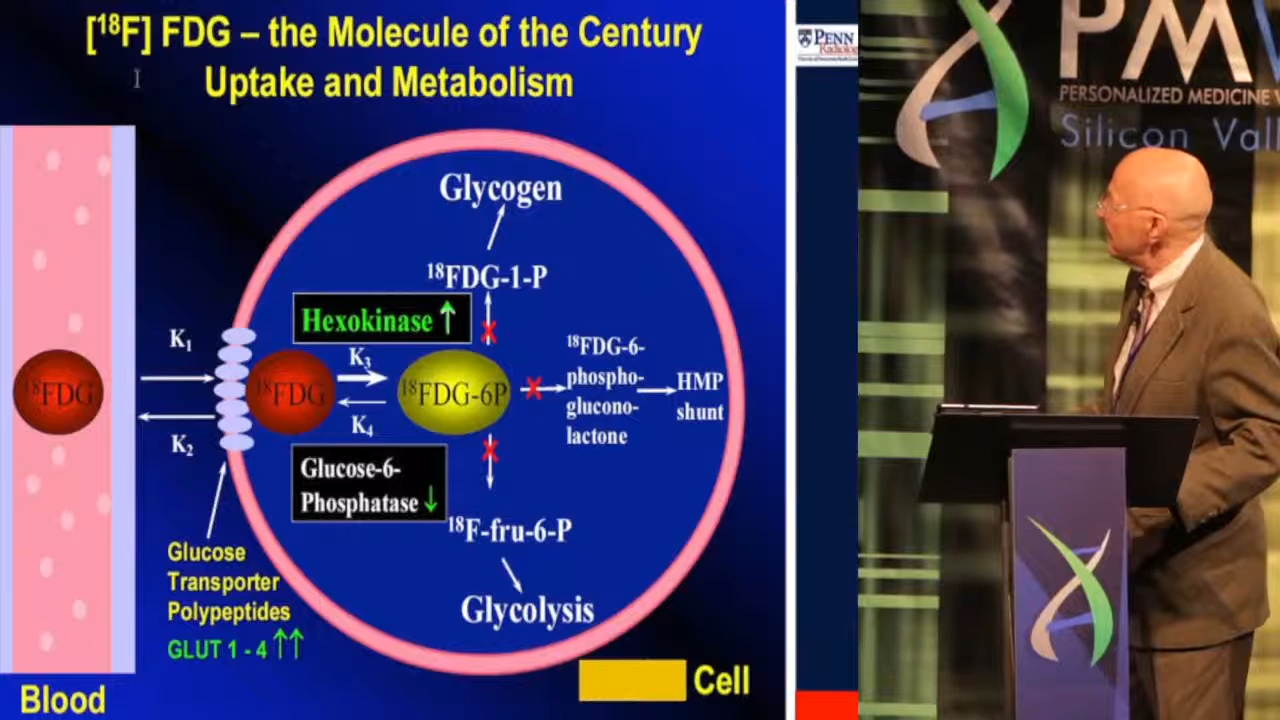 [18F] FDG – the Molecule of the Century
Uptake and Metabolism
Glycogen
18FDG-1-P
Hexokinase ↑
K1
K3
18FDG
18FDG
18FDG-6P
18FDG-6-
phospho-
glucono-
lactone
HMP
shunt
K2
K4
Glucose-6-
Phosphatase ↓
18F-fru-6-P
Glycolysis
Glucose
Transporter
Polypeptides
GLUT 1 - 4 ↑↑
Blood
Cell
PENN
Radiology
PMW
PERSONALIZED MEDICINE
Silicon Vall